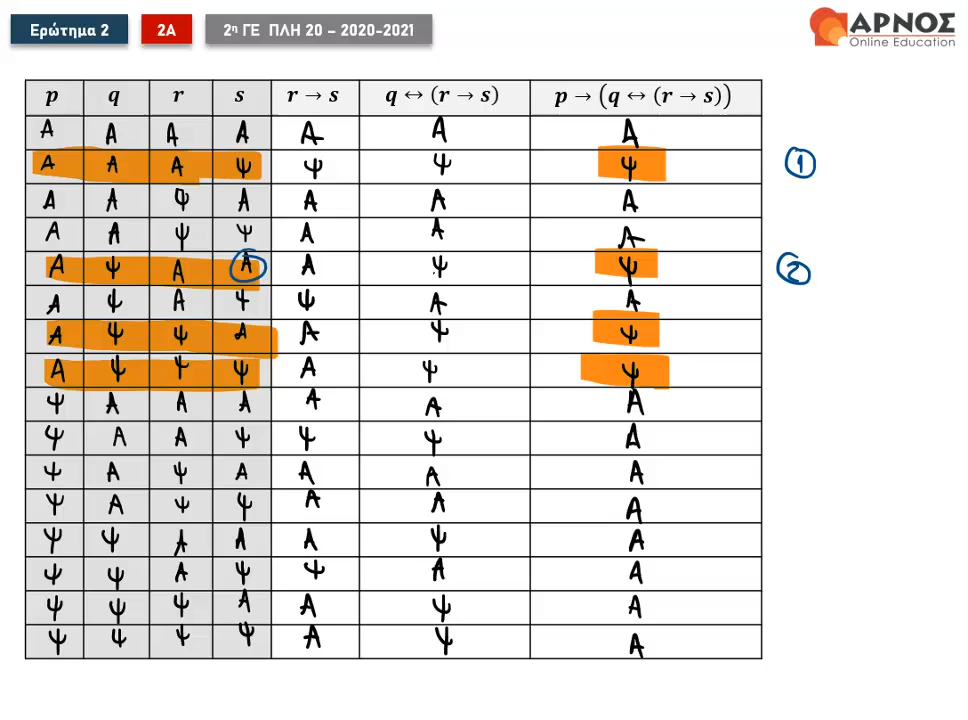 Ερώτημα 2 2Α 2η ΓΕ ΠΛΗ 20 – 2020-2021 ΑΡΝΟΣ
Online Education
p q r s r → s q ↔ (r → s) p → (q ↔ (r → s))
Α Α Α Α Α Α Α
Α Α Α Ψ Ψ Ψ Ψ 1
Α Α Ψ Α Α Α Α
Α Α Ψ Ψ Α Α Α
Α Ψ Α Α Α Ψ Ψ 2
Α Ψ Α Ψ Ψ Α Α
Α Ψ Ψ Α Α Ψ Ψ
Α Ψ Ψ Ψ Α Ψ Ψ
Ψ Α Α Α Α Α Α
Ψ Α Α Ψ Ψ Ψ Α
Ψ Α Ψ Α Α Α Α
Ψ Α Ψ Ψ Α Α Α
Ψ Ψ Α Α Α Ψ Α
Ψ Ψ Α Ψ Ψ Α Α
Ψ Ψ Ψ Α Α Ψ Α
Ψ Ψ Ψ Ψ Α Ψ Α